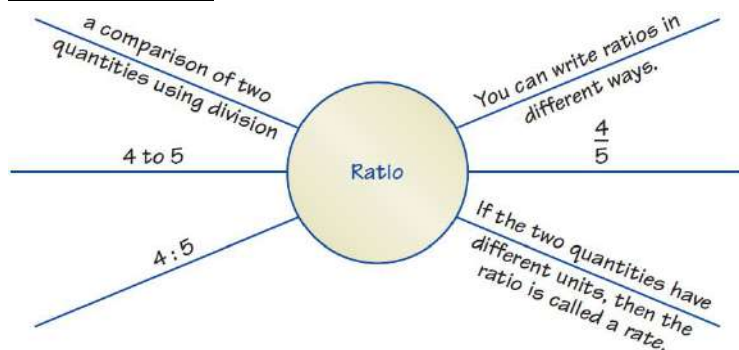 a comparison of two
quantities using division
4 to 5
4 : 5
Ratio
You can write ratios in
different ways.
4
5
If the two quantities have
different units, then the
ratio is called a rate.